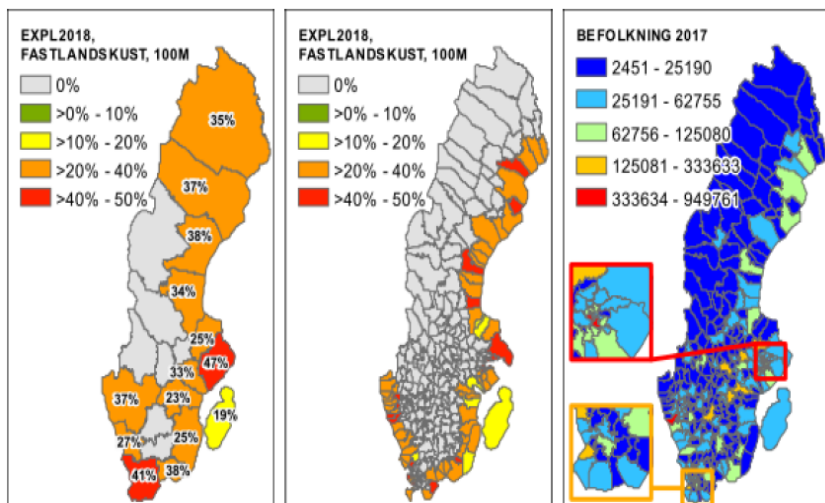 EXPL2018,
FASTLANDSKUST, 100M
0%
>0% - 10%
>10% - 20%
>20% - 40%
>40% - 50%
35%
37%
38%
34%
25%
47%
33%
37%
23%
19%
27%
25%
41%
38%
EXPL2018,
FASTLANDSKUST, 100M
0%
>0% - 10%
>10% - 20%
>20% - 40%
>40% - 50%
BEFOLKNING 2017
2451 - 25190
25191 - 62755
62756 - 125080
125081 - 333633
333634 - 949761